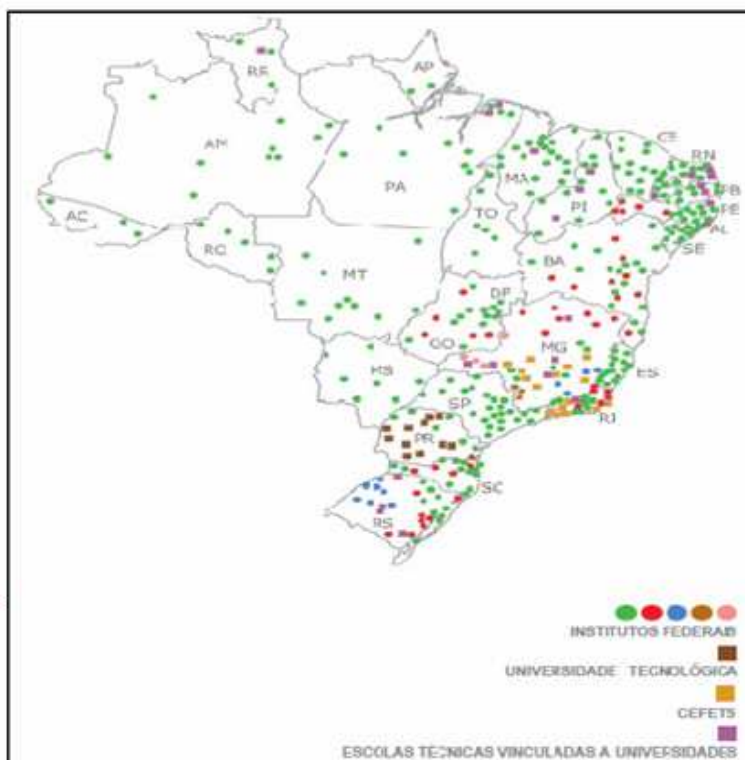 RR
AP
AM
PA
MA
CE
RN
PB
PE
AL
SE
PI
TO
AC
RO
MT
BA
DF
GO
MG
ES
MS
SP
RJ
PR
SC
RS
INSTITUTOS FEDERAIS
UNIVERSIDADE TECNOLÓGICA
CEFETS
ESCOLAS TÉCNICAS VINCULADAS A UNIVERSIDADES